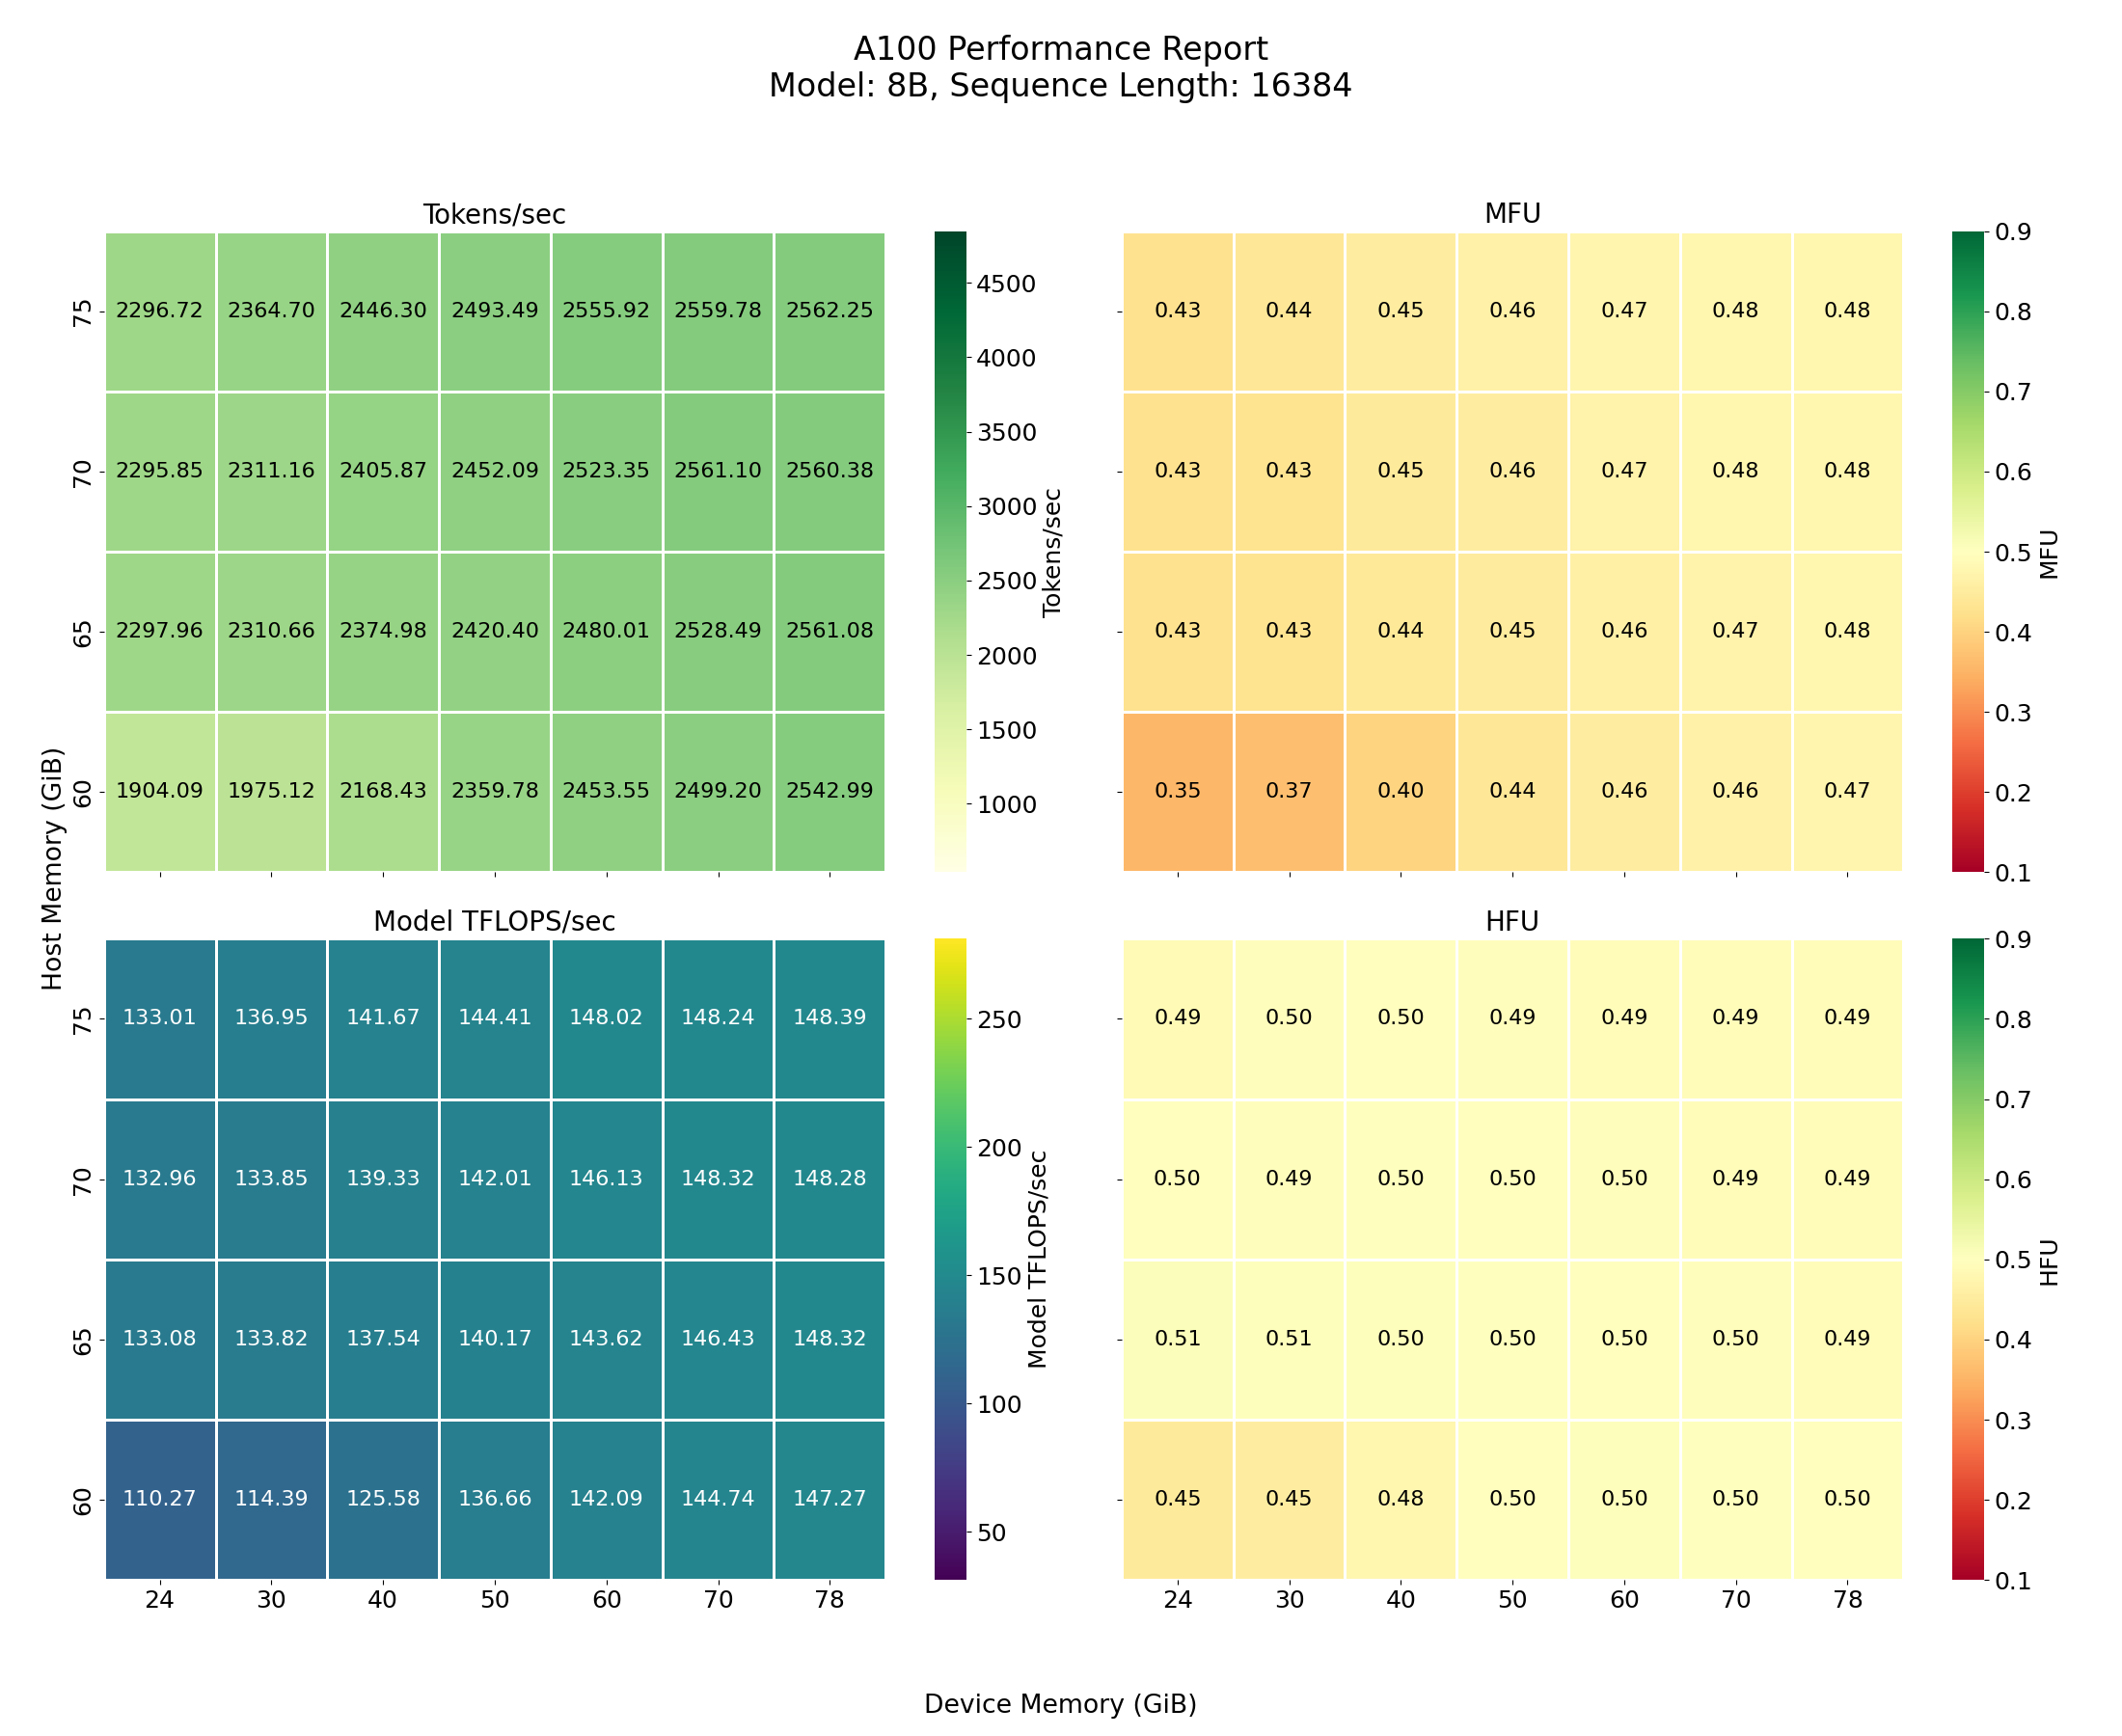 A100 Performance Report
Model: 8B, Sequence Length: 16384
Tokens/sec
75 2296.72 2364.70 2446.30 2493.49 2555.92 2559.78 2562.25
70 2295.85 2311.16 2405.87 2452.09 2523.35 2561.10 2560.38
65 2297.96 2310.66 2374.98 2420.40 2480.01 2528.49 2561.08
60 1904.09 1975.12 2168.43 2359.78 2453.55 2499.20 2542.99
4500
4000
3500
3000
2500
2000
1500
1000
Tokens/sec
MFU
0.43 0.44 0.45 0.46 0.47 0.48 0.48
0.43 0.43 0.45 0.46 0.47 0.48 0.48
0.43 0.43 0.44 0.45 0.46 0.47 0.48
0.35 0.37 0.40 0.44 0.46 0.46 0.47
0.9
0.8
0.7
0.6
0.5
0.4
0.3
0.2
0.1
MFU
Host Memory (GiB)
Model TFLOPS/sec
75 133.01 136.95 141.67 144.41 148.02 148.24 148.39
70 132.96 133.85 139.33 142.01 146.13 148.32 148.28
65 133.08 133.82 137.54 140.17 143.62 146.43 148.32
60 110.27 114.39 125.58 136.66 142.09 144.74 147.27
24 30 40 50 60 70 78
250
200
150
100
50
Model TFLOPS/sec
HFU
0.49 0.50 0.50 0.49 0.49 0.49 0.49
0.50 0.49 0.50 0.50 0.50 0.49 0.49
0.51 0.51 0.50 0.50 0.50 0.50 0.49
0.45 0.45 0.48 0.50 0.50 0.50 0.50
24 30 40 50 60 70 78
0.9
0.8
0.7
0.6
0.5
0.4
0.3
0.2
0.1
HFU
Device Memory (GiB)